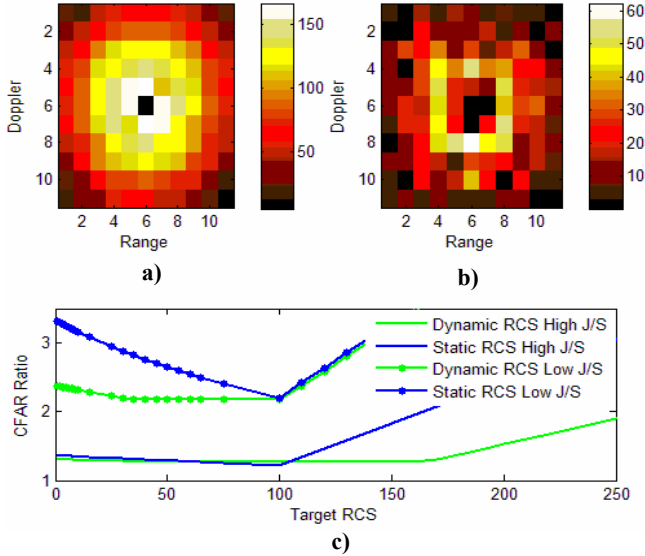 2
4
6
8
10
Doppler
2 4 6 8 10
Range
150
100
50
a)
2
4
6
8
10
Doppler
2 4 6 8 10
Range
60
50
40
30
20
10
b)
3
2
1
CFAR Ratio
0 50 100 150 200 250
Target RCS
Dynamic RCS High J/S
Static RCS High J/S
Dynamic RCS Low J/S
Static RCS Low J/S
c)